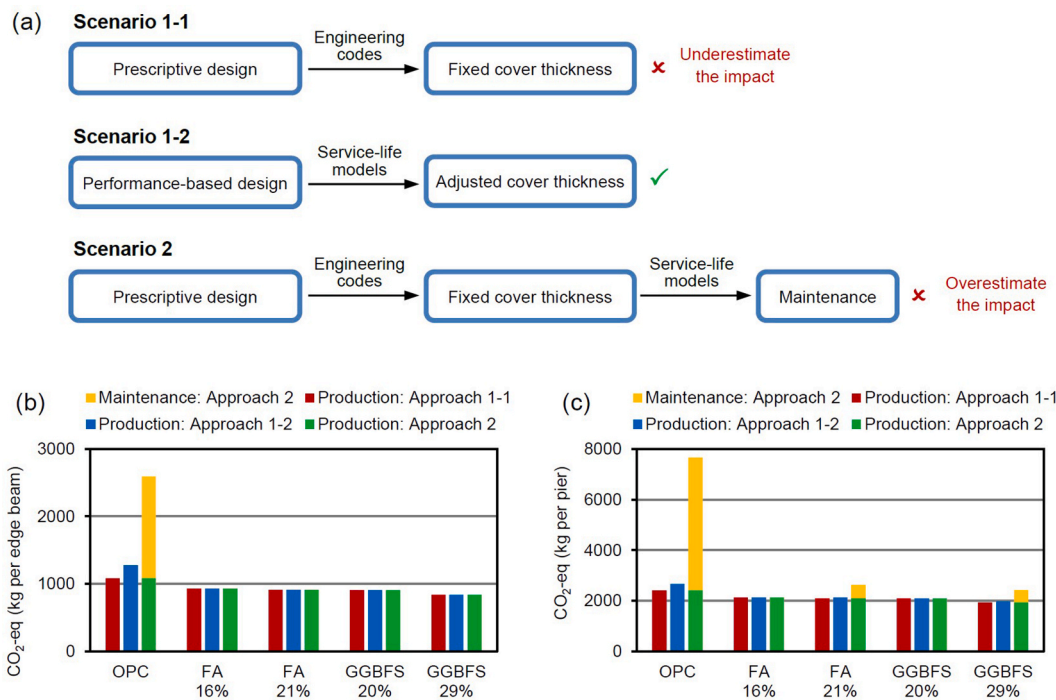 (a)
Scenario 1-1
Prescriptive design
Engineering
codes
Fixed cover thickness
✘ Underestimate
the impact
Scenario 1-2
Performance-based design
Service-life
models
Adjusted cover thickness
✓
Scenario 2
Prescriptive design
Engineering
codes
Fixed cover thickness
Service-life
models
Maintenance
✘ Overestimate
the impact
(b)
Maintenance: Approach 2
Production: Approach 1-1
Production: Approach 1-2
Production: Approach 2
CO₂-eq (kg per edge beam)
3000
2000
1000
0
OPC
FA
16%
FA
21%
GGBFS
20%
GGBFS
29%
(c)
Maintenance: Approach 2
Production: Approach 1-1
Production: Approach 1-2
Production: Approach 2
CO₂-eq (kg per pier)
8000
6000
4000
2000
0
OPC
FA
16%
FA
21%
GGBFS
20%
GGBFS
29%